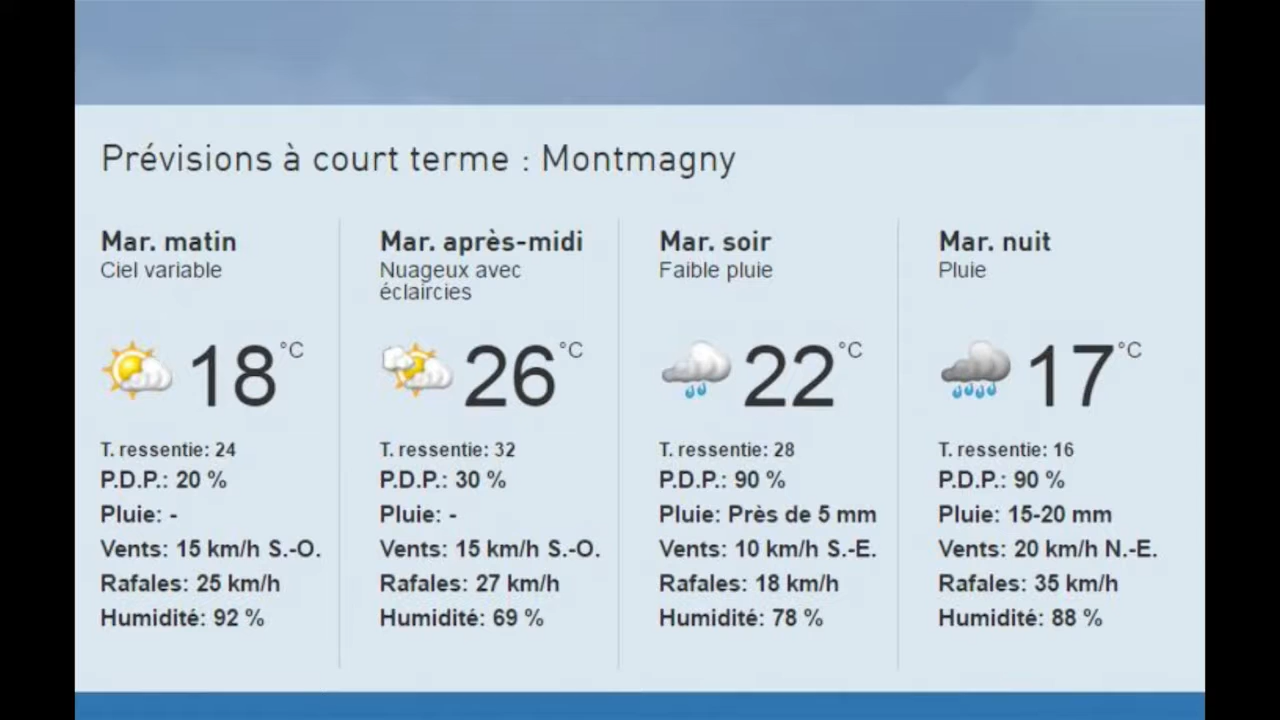 Prévisions à court terme : Montmagny
Mar. matin
Ciel variable
18 °C
T. ressentie: 24
P.D.P.: 20 %
Pluie: -
Vents: 15 km/h S.-O.
Rafales: 25 km/h
Humidité: 92 %
Mar. après-midi
Nuageux avec
éclaircies
26 °C
T. ressentie: 32
P.D.P.: 30 %
Pluie: -
Vents: 15 km/h S.-O.
Rafales: 27 km/h
Humidité: 69 %
Mar. soir
Faible pluie
22 °C
T. ressentie: 28
P.D.P.: 90 %
Pluie: Près de 5 mm
Vents: 10 km/h S.-E.
Rafales: 18 km/h
Humidité: 78 %
Mar. nuit
Pluie
17 °C
T. ressentie: 16
P.D.P.: 90 %
Pluie: 15-20 mm
Vents: 20 km/h N.-E.
Rafales: 35 km/h
Humidité: 88 %